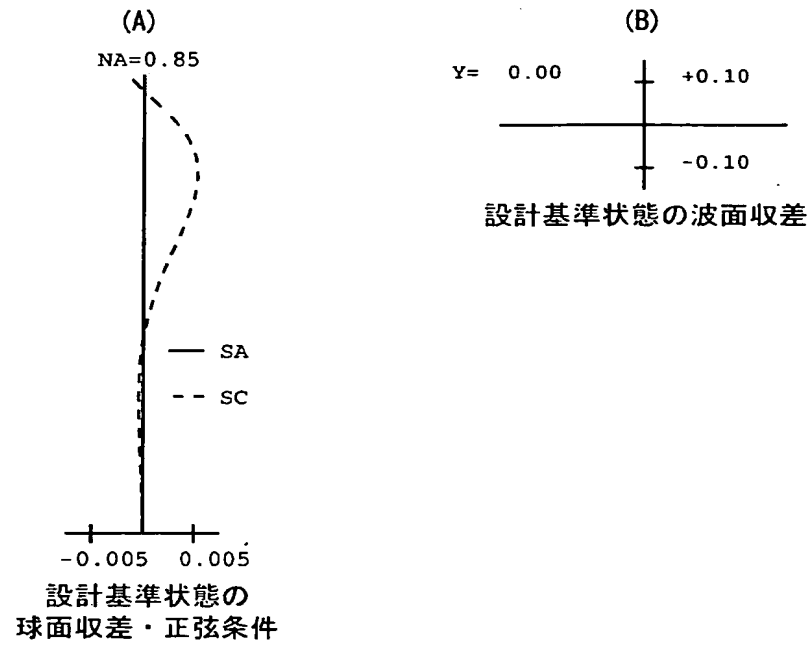 (A)
NA=0.85
SA
SC
-0.005 0.005
設計基準状態の
球面収差・正弦条件
(B)
Y= 0.00
+0.10
-0.10
設計基準状態の波面収差